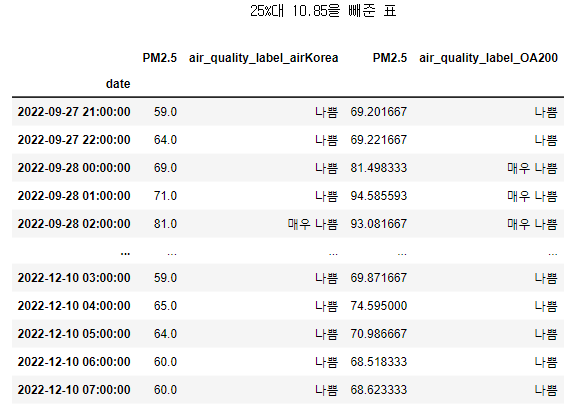 25%대 10.85을 빼준 표
PM2.5 air_quality_label_airKorea PM2.5 air_quality_label_OA200
date
2022-09-27 21:00:00 59.0 나쁨 69.201667 나쁨
2022-09-27 22:00:00 64.0 나쁨 69.221667 나쁨
2022-09-28 00:00:00 69.0 나쁨 81.498333 매우 나쁨
2022-09-28 01:00:00 71.0 나쁨 94.585593 매우 나쁨
2022-09-28 02:00:00 81.0 매우 나쁨 93.081667 매우 나쁨
... ... ... ... ...
2022-12-10 03:00:00 59.0 나쁨 69.871667 나쁨
2022-12-10 04:00:00 65.0 나쁨 74.595000 나쁨
2022-12-10 05:00:00 64.0 나쁨 70.986667 나쁨
2022-12-10 06:00:00 60.0 나쁨 68.518333 나쁨
2022-12-10 07:00:00 60.0 나쁨 68.623333 나쁨